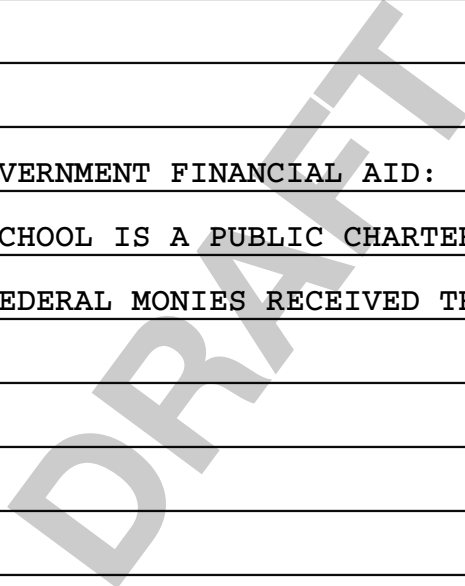 VERNMENT FINANCIAL AID:
CHOOL IS A PUBLIC CHARTER
EDERAL MONIES RECEIVED TH
DRAFT